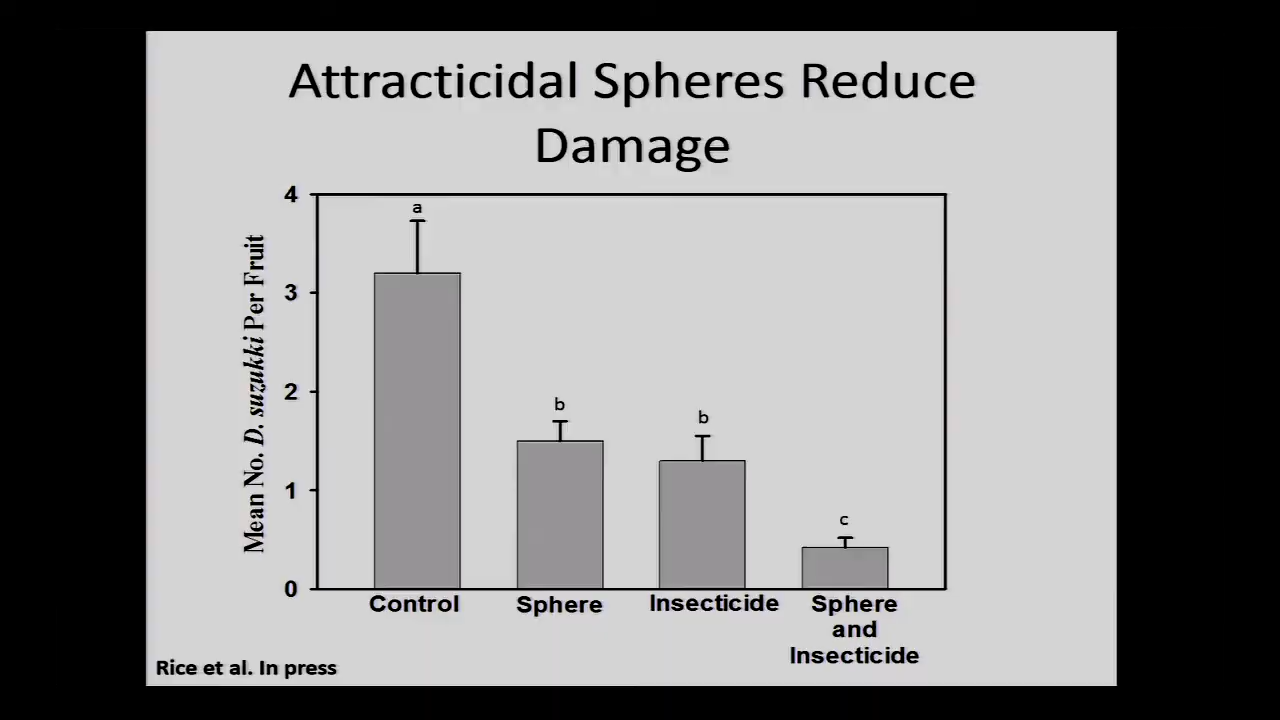 Attracticidal Spheres Reduce
Damage
4
3
2
1
0
Mean No. D. suzukki Per Fruit
a
b
b
c
Control
Sphere
Insecticide
Sphere
and
Insecticide
Rice et al. In press